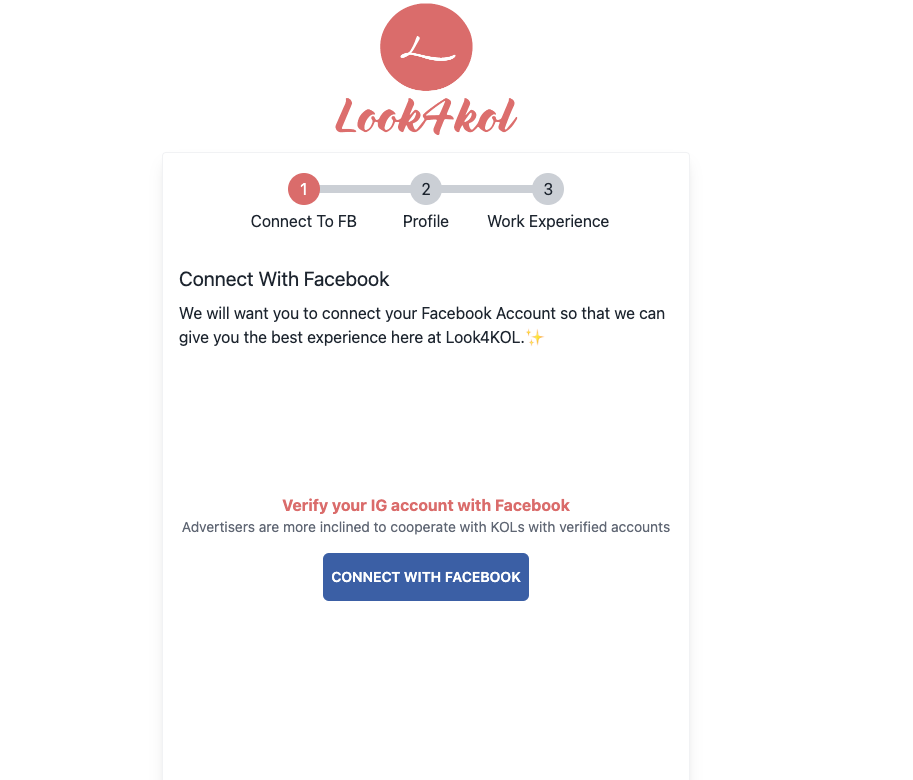 L
Look4kol
1 2 3
Connect To FB Profile Work Experience
Connect With Facebook
We will want you to connect your Facebook Account so that we can
give you the best experience here at Look4KOL.✨
Verify your IG account with Facebook
Advertisers are more inclined to cooperate with KOLs with verified accounts
CONNECT WITH FACEBOOK